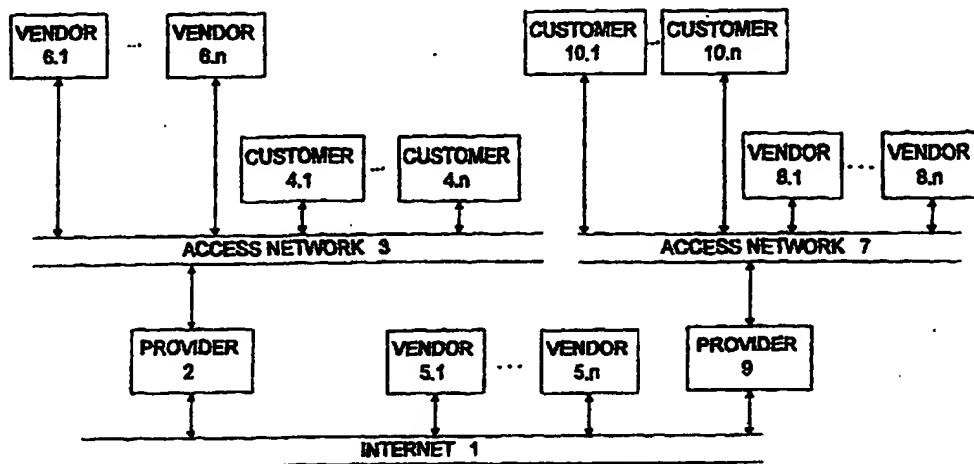 VENDOR
6.1
...
VENDOR
6.n
CUSTOMER
10.1
...
CUSTOMER
10.n
CUSTOMER
4.1
...
CUSTOMER
4.n
VENDOR
8.1
...
VENDOR
8.n
ACCESS NETWORK 3
ACCESS NETWORK 7
PROVIDER
2
VENDOR
5.1
...
VENDOR
5.n
PROVIDER
9
INTERNET 1